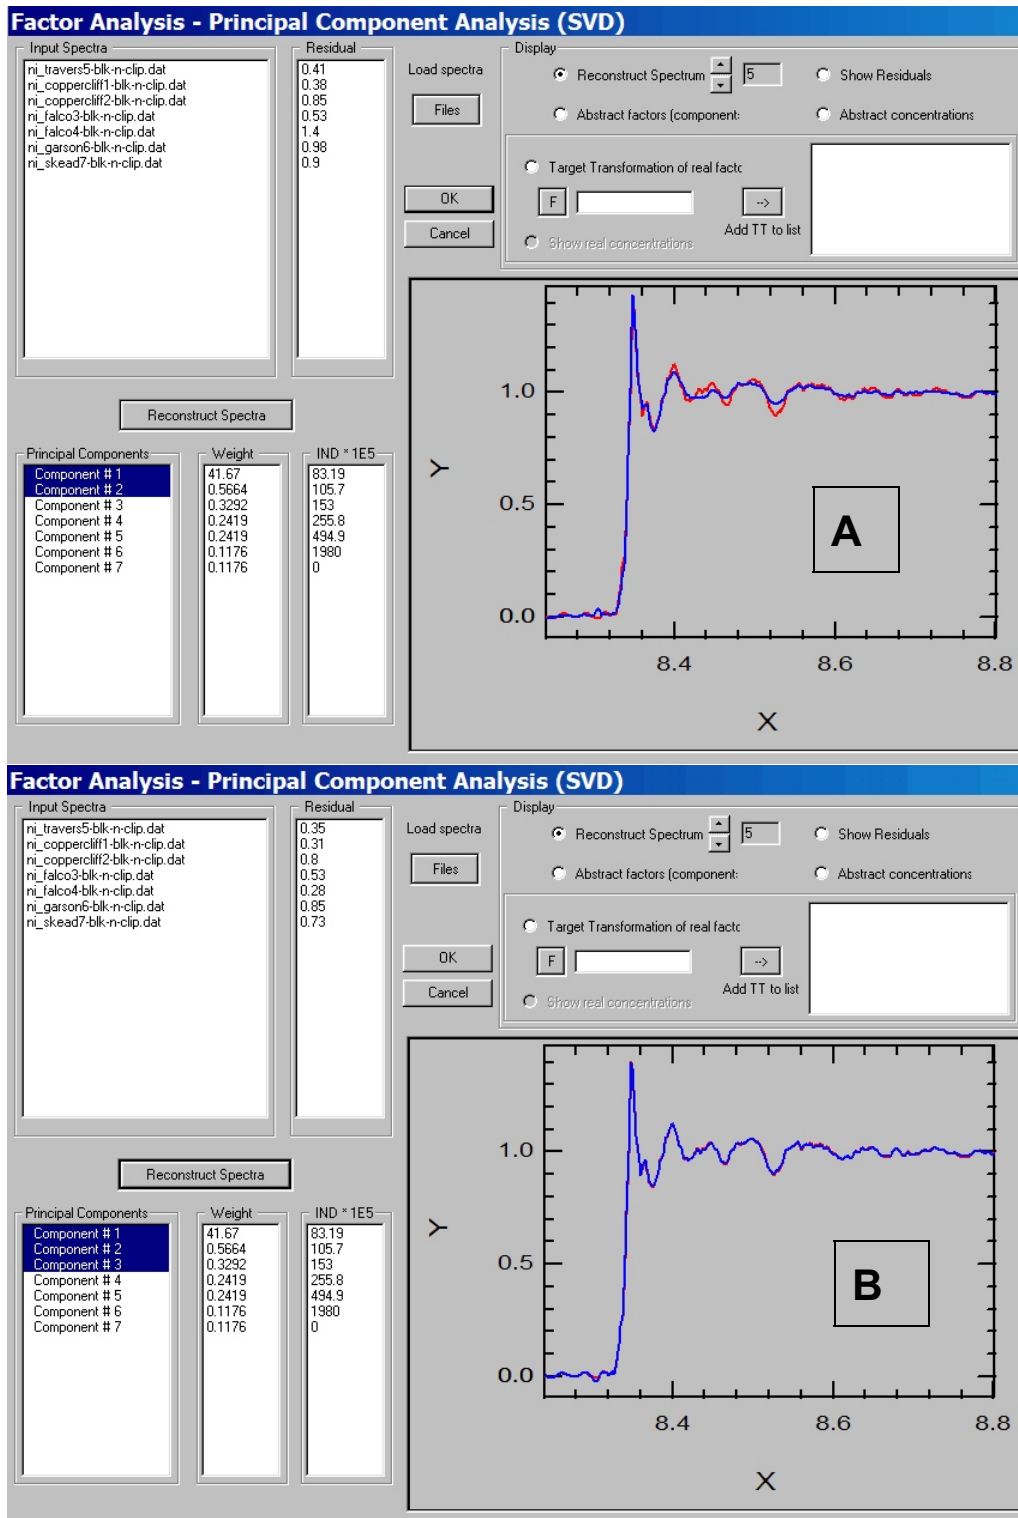 Factor Analysis - Principal Component Analysis (SVD)
Input Spectra
ni_travers5-blk-n-clip.dat
ni_coppercliff1-blk-n-clip.dat
ni_coppercliff2-blk-n-clip.dat
ni_falco3-blk-n-clip.dat
ni_falco4-blk-n-clip.dat
ni_garson6-blk-n-clip.dat
ni_skead7-blk-n-clip.dat
Residual
0.41
0.38
0.85
0.53
1.4
0.98
0.9
Load spectra
Files
OK
Cancel
Display
Reconstruct Spectrum 5 Show Residuals
Abstract factors (component: Abstract concentrations
Target Transformation of real factc
F -->
Add TT to list
Show real concentrations
Reconstruct Spectra
Principal Components
Component # 1
Component # 2
Component # 3
Component # 4
Component # 5
Component # 6
Component # 7
Weight
41.67
0.5664
0.3292
0.2419
0.2419
0.1176
0.1176
IND * 1E5
83.19
105.7
153
255.8
494.9
1980
0
1.0
Y
0.5
A
0.0
8.4 8.6 8.8
X
Factor Analysis - Principal Component Analysis (SVD)
Input Spectra
ni_travers5-blk-n-clip.dat
ni_coppercliff1-blk-n-clip.dat
ni_coppercliff2-blk-n-clip.dat
ni_falco3-blk-n-clip.dat
ni_falco4-blk-n-clip.dat
ni_garson6-blk-n-clip.dat
ni_skead7-blk-n-clip.dat
Residual
0.35
0.31
0.8
0.53
0.28
0.85
0.73
Load spectra
Files
OK
Cancel
Display
Reconstruct Spectrum 5 Show Residuals
Abstract factors (component: Abstract concentrations
Target Transformation of real factc
F -->
Add TT to list
Show real concentrations
Reconstruct Spectra
Principal Components
Component # 1
Component # 2
Component # 3
Component # 4
Component # 5
Component # 6
Component # 7
Weight
41.67
0.5664
0.3292
0.2419
0.2419
0.1176
0.1176
IND * 1E5
83.19
105.7
153
255.8
494.9
1980
0
1.0
Y
0.5
B
0.0
8.4 8.6 8.8
X